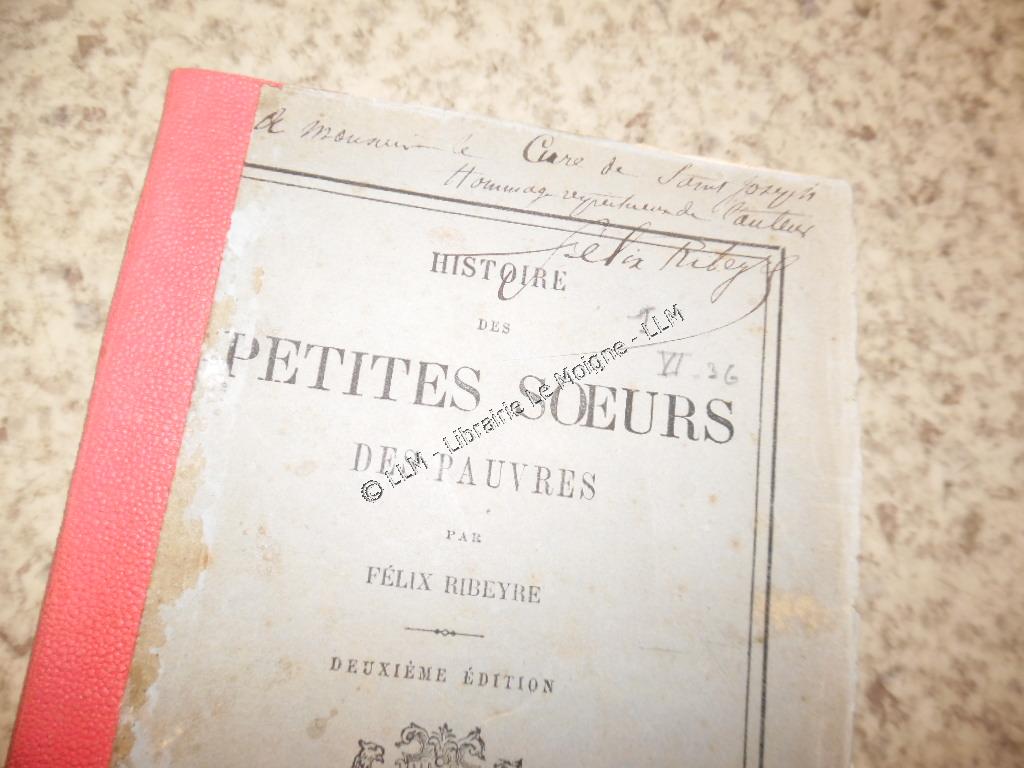 A monsieur le Curé de Saint Joseph
Hommage respectueux de l'auteur
Félix Ribeyre
HISTOIRE
DES
PETITES SŒURS
DES PAUVRES
VI-36
PAR
FÉLIX RIBEYRE
DEUXIÈME ÉDITION
© LLM - Librairie Le Moigne - LLM